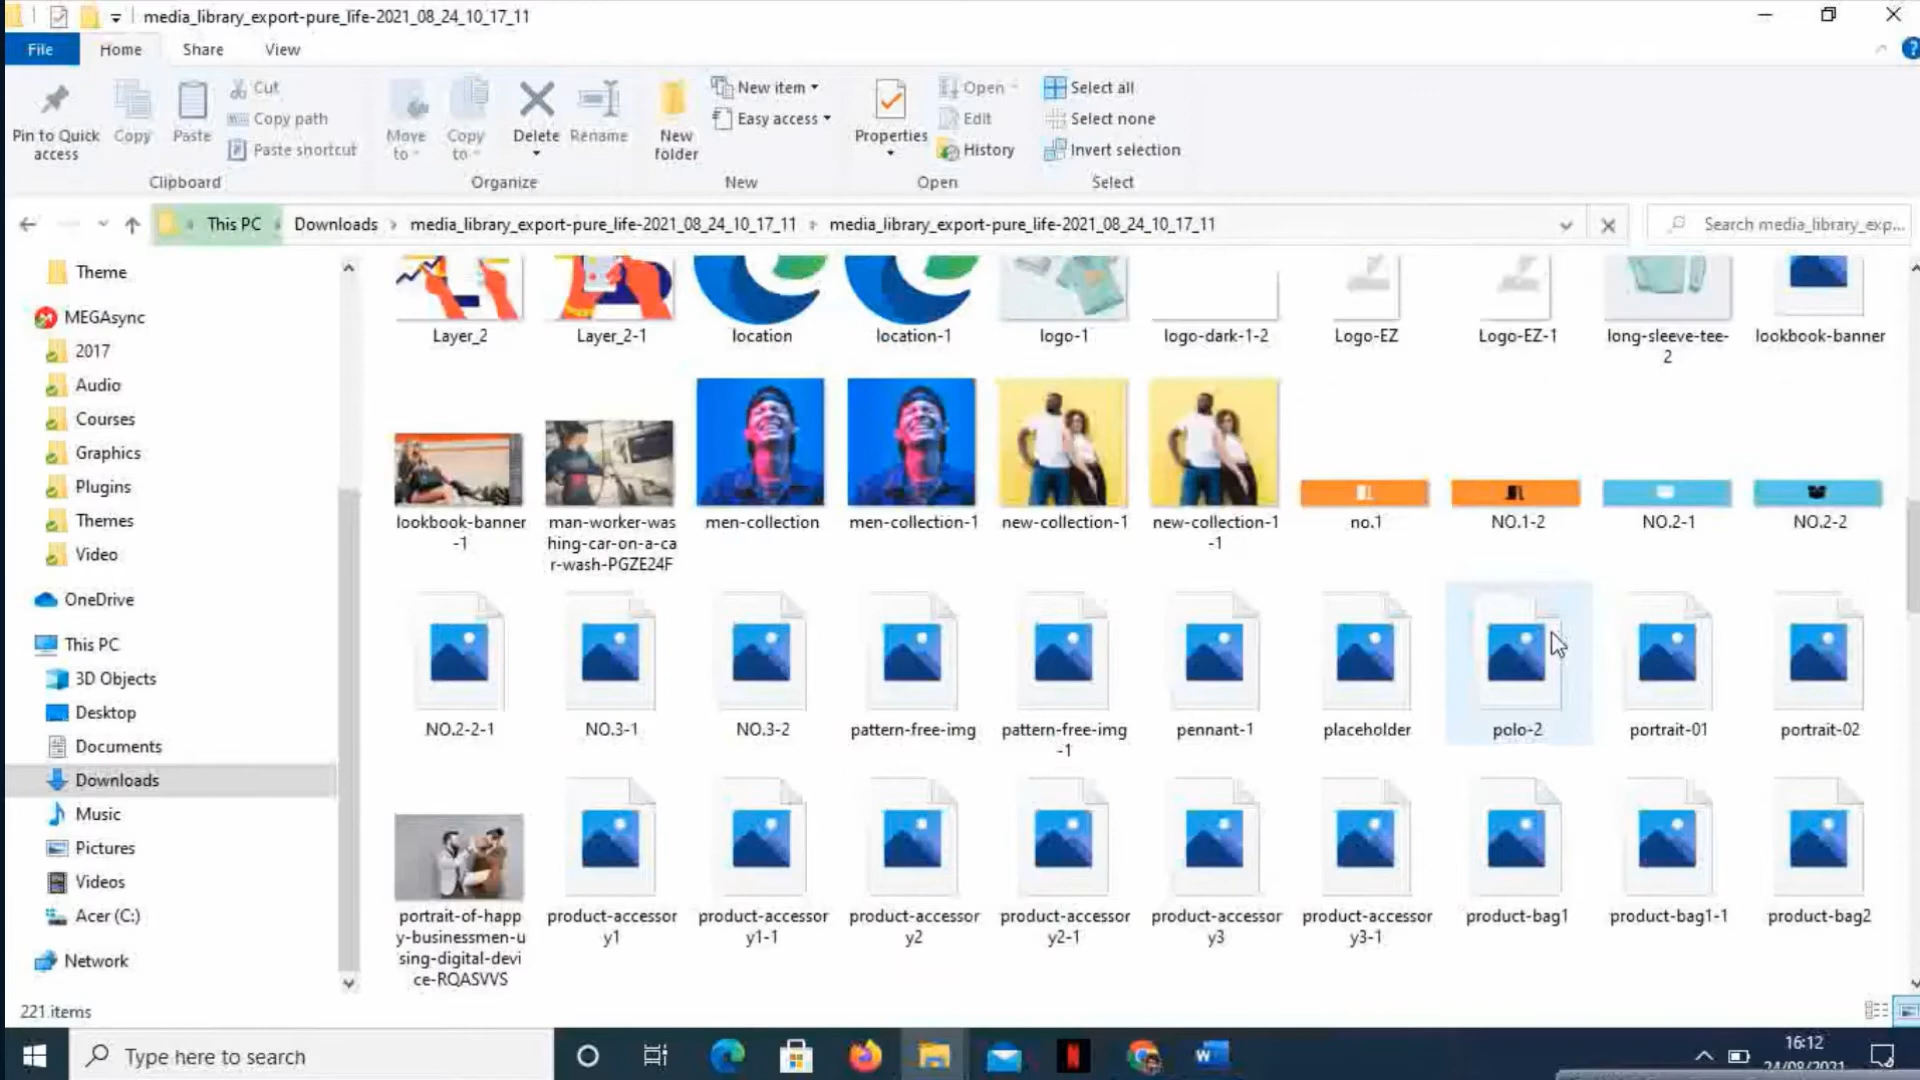 media_library_export-pure_life-2021_08_24_10_17_11
File
Home
Share
View
Pin to Quick
access
Copy
Paste
Cut
Copy path
Paste shortcut
Clipboard
Move
to
Copy
to
Delete
Rename
Organize
New
folder
New item
Easy access
New
Properties
Open
Edit
History
Open
Select all
Select none
Invert selection
Select
This PC
Downloads
media_library_export-pure_life-2021_08_24_10_17_11
media_library_export-pure_life-2021_08_24_10_17_11
Search media_library_exp...
Theme
MEGAsync
2017
Audio
Courses
Graphics
Plugins
Themes
Video
OneDrive
This PC
3D Objects
Desktop
Documents
Downloads
Music
Pictures
Videos
Acer (C:)
Network
Layer_2
Layer_2-1
location
location-1
logo-1
logo-dark-1-2
Logo-EZ
Logo-EZ-1
long-sleeve-tee-
2
lookbook-banner
lookbook-banner
-1
man-worker-was
hing-car-on-a-ca
r-wash-PGZE24F
men-collection
men-collection-1
new-collection-1
new-collection-1
-1
no.1
NO.1-2
NO.2-1
NO.2-2
NO.2-2-1
NO.3-1
NO.3-2
pattern-free-img
pattern-free-img
-1
pennant-1
placeholder
polo-2
portrait-01
portrait-02
portrait-of-happ
y-businessmen-u
sing-digital-devi
ce-RQASVVS
product-accessor
y1
product-accessor
y1-1
product-accessor
y2
product-accessor
y2-1
product-accessor
y3
product-accessor
y3-1
product-bag1
product-bag1-1
product-bag2
221 items
Type here to search
16:12
24/08/2021